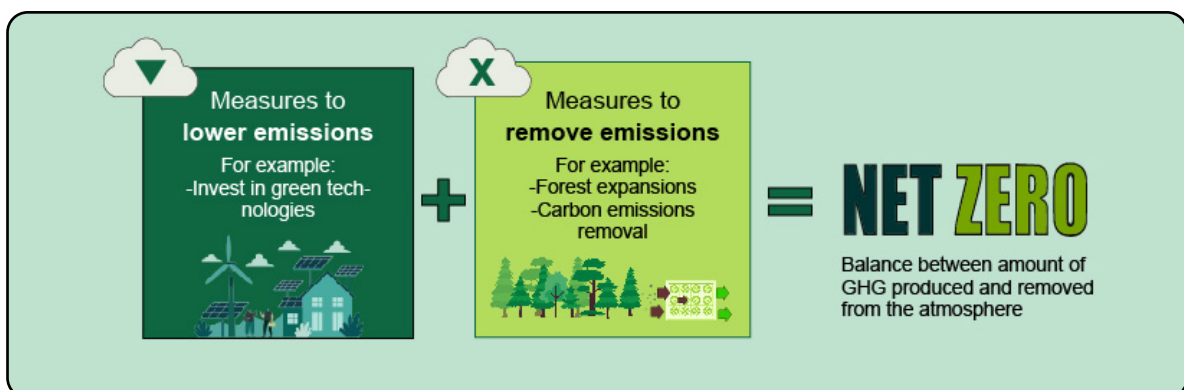 Measures to
lower emissions
For example:
-Invest in green tech-
nologies
+
X
Measures to
remove emissions
For example:
-Forest expansions
-Carbon emissions
removal
=
NET ZERO
Balance between amount of
GHG produced and removed
from the atmosphere